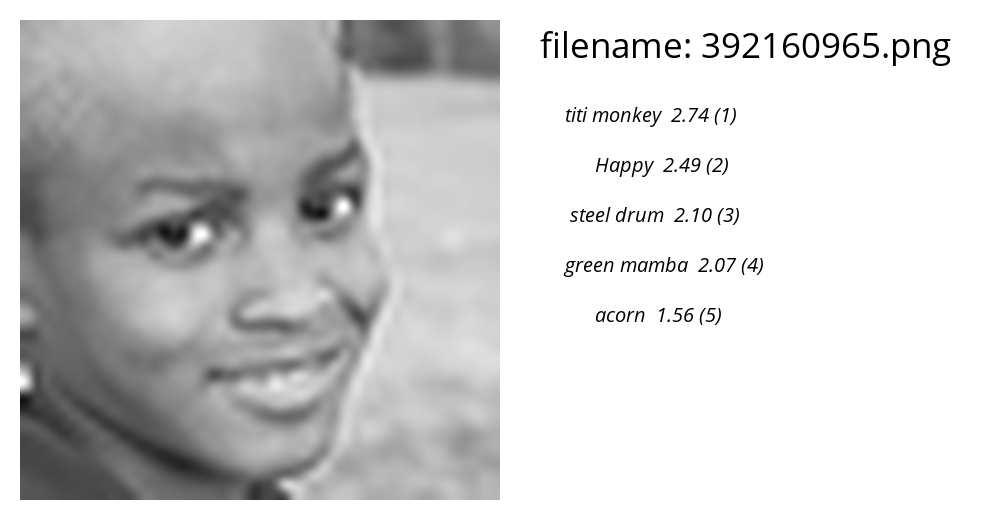 filename: 392160965.png
titi monkey 2.74 (1)
Happy 2.49 (2)
steel drum 2.10 (3)
green mamba 2.07 (4)
acorn 1.56 (5)